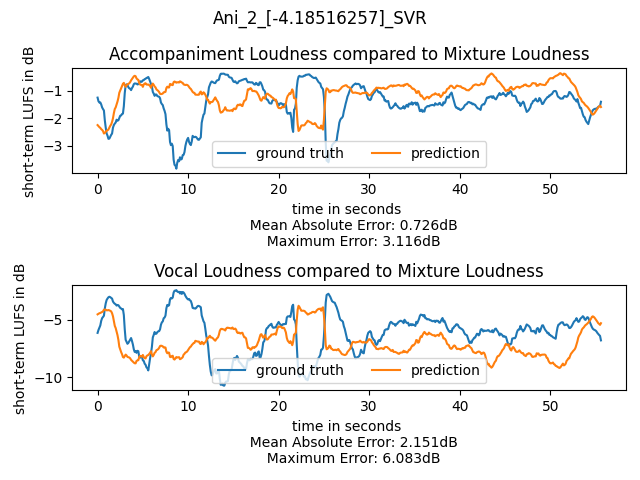 Ani_2_[-4.18516257]_SVR
Accompaniment Loudness compared to Mixture Loudness
short-term LUFS in dB
−1
−2
−3
ground truth
prediction
0 10 20 30 40 50
time in seconds
Mean Absolute Error: 0.726dB
Maximum Error: 3.116dB
Vocal Loudness compared to Mixture Loudness
short-term LUFS in dB
−5
−10
ground truth
prediction
0 10 20 30 40 50
time in seconds
Mean Absolute Error: 2.151dB
Maximum Error: 6.083dB